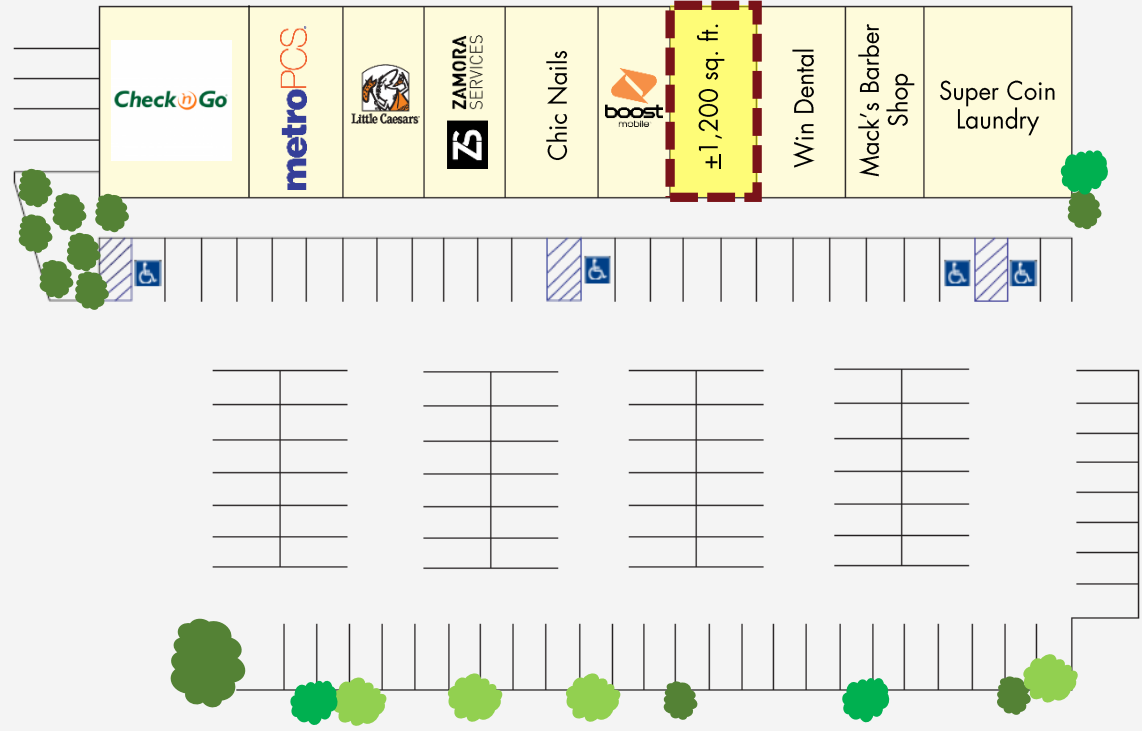 Check 'n Go
metroPCS.
Little Caesars
ZAMORA
SERVICES
ZS
Chic Nails
boost
mobile
±1,200 sq. ft.
Win Dental
Mack's Barber
Shop
Super Coin
Laundry